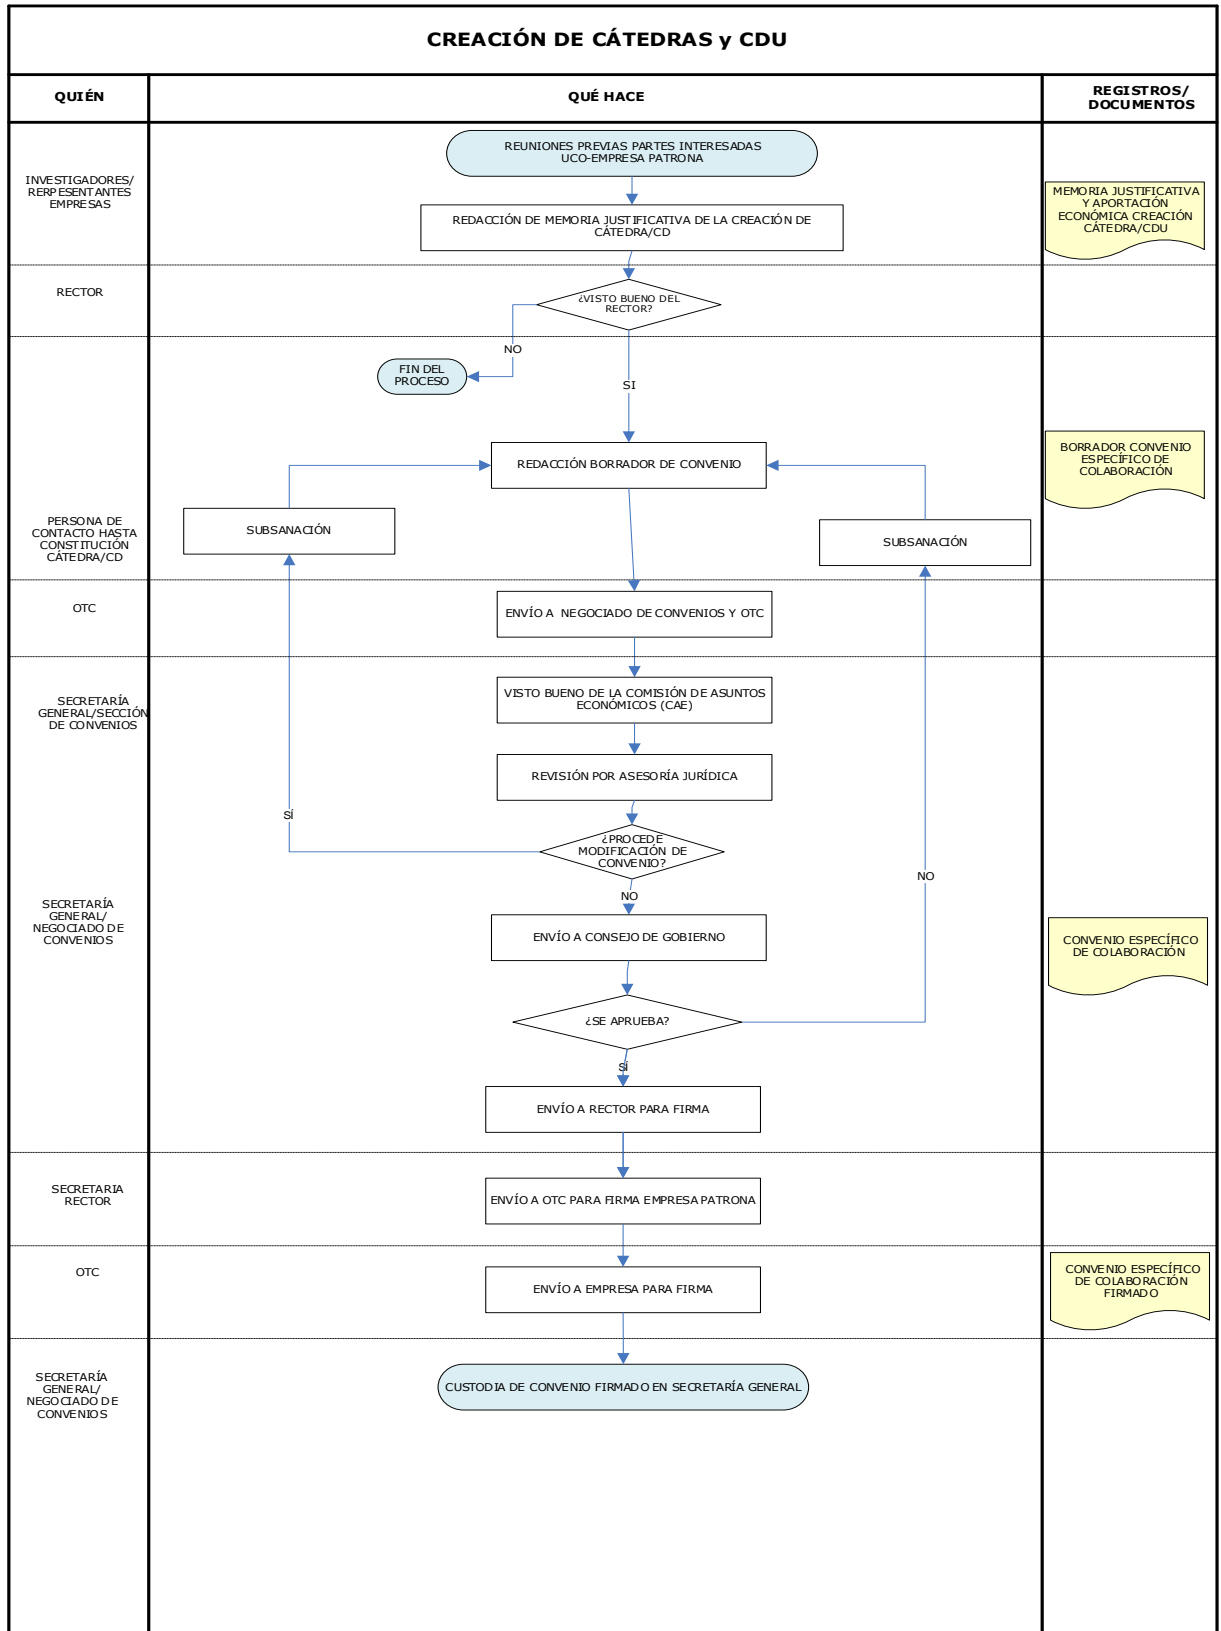 CREACIÓN DE CÁTEDRAS y CDU
QUIÉN
QUÉ HACE
REGISTROS/
DOCUMENTOS
REUNIONES PREVIAS PARTES INTERESADAS
UCO-EMPRESA PATRONA
INVESTIGADORES/
RERPESENTANTES
EMPRESAS
MEMORIA JUSTIFICATIVA
Y APORTACIÓN
ECONÓMICA CREACIÓN
CÁTEDRA/CDU
REDACCIÓN DE MEMORIA JUSTIFICATIVA DE LA CREACIÓN DE
CÁTEDRA/CD
RECTOR
¿VISTO BUENO DEL
RECTOR?
NO
FIN DEL
PROCESO
SI
REDACCIÓN BORRADOR DE CONVENIO
BORRADOR CONVENIO
ESPECÍFICO DE
COLABORACIÓN
PERSONA DE
CONTACTO HASTA
CONSTITUCIÓN
CÁTEDRA/CD
SUBSANACIÓN
SUBSANACIÓN
OTC
ENVÍO A NEGOCIADO DE CONVENIOS Y OTC
SECRETARÍA
GENERAL/SECCIÓN
DE CONVENIOS
VISTO BUENO DE LA COMISIÓN DE ASUNTOS
ECONÓMICOS (CAE)
REVISIÓN POR ASESORÍA JURÍDICA
SÍ
¿PROCEDE
MODIFICACIÓN DE
CONVENIO?
NO
NO
SECRETARÍA
GENERAL/
NEGOCIADO DE
CONVENIOS
ENVÍO A CONSEJO DE GOBIERNO
CONVENIO ESPECÍFICO
DE COLABORACIÓN
¿SE APRUEBA?
SÍ
ENVÍO A RECTOR PARA FIRMA
SECRETARIA
RECTOR
ENVÍO A OTC PARA FIRMA EMPRESA PATRONA
OTC
ENVÍO A EMPRESA PARA FIRMA
CONVENIO ESPECÍFICO
DE COLABORACIÓN
FIRMADO
SECRETARÍA
GENERAL/
NEGOCIADO DE
CONVENIOS
CUSTODIA DE CONVENIO FIRMADO EN SECRETARÍA GENERAL